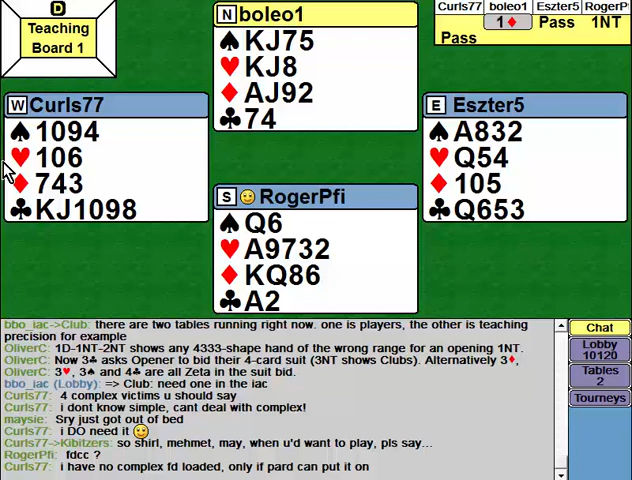 D
Teaching
Board 1
N boleo1
♠ KJ75
♥ KJ8
♦ AJ92
♣ 74
Curls77 boleo1 Eszter5 RogerP
1♦ Pass 1NT
Pass
W Curls77
♠ 1094
♥ 106
♦ 743
♣ KJ1098
E Eszter5
♠ A832
♥ Q54
♦ 105
♣ Q653
S RogerPfi
♠ Q6
♥ A9732
♦ KQ86
♣ A2
bbo_iac->Club: there are two tables running right now. one is players, the other is teaching
precision for example
OliverC: 1D-1NT-2NT shows any 4333-shape hand of the wrong range for an opening 1NT.
OliverC: Now 3♣ asks Opener to bid their 4-card suit (3NT shows Clubs). Alternatively 3♦,
3♥, 3♠ and 4♣ are all Zeta in the suit bid.
bbo_iac (Lobby): => Club: need one in the iac
Curls77: 4 complex victims u should say
Curls77: i dont know simple, cant deal with complex!
maysie: Sry just got out of bed
Curls77: i DO need it
Curls77->Kibitzers: so shirl, mehmet, may, when u'd want to play, pls say...
RogerPfi: fdcc ?
Curls77: i have no complex fd loaded, only if pard can put it on
Chat
Lobby
10120
Tables
2
Tourneys